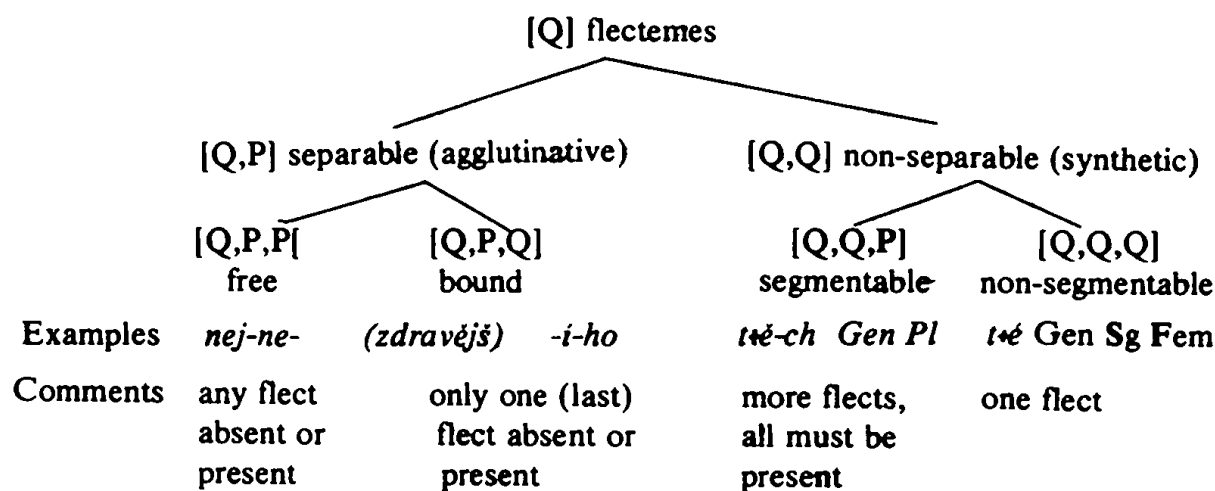 [Q] flectemes
[Q,P] separable (agglutinative) [Q,Q] non-separable (synthetic)
[Q,P,P[ [Q,P,Q] [Q,Q,P] [Q,Q,Q]
free bound segmentable non-segmentable
Examples nej-ne- (zdravějš) -í-ho t+ě-ch Gen Pl t+é Gen Sg Fem
Comments any flect only one (last) more flects, one flect
absent or flect absent or all must be
present present present